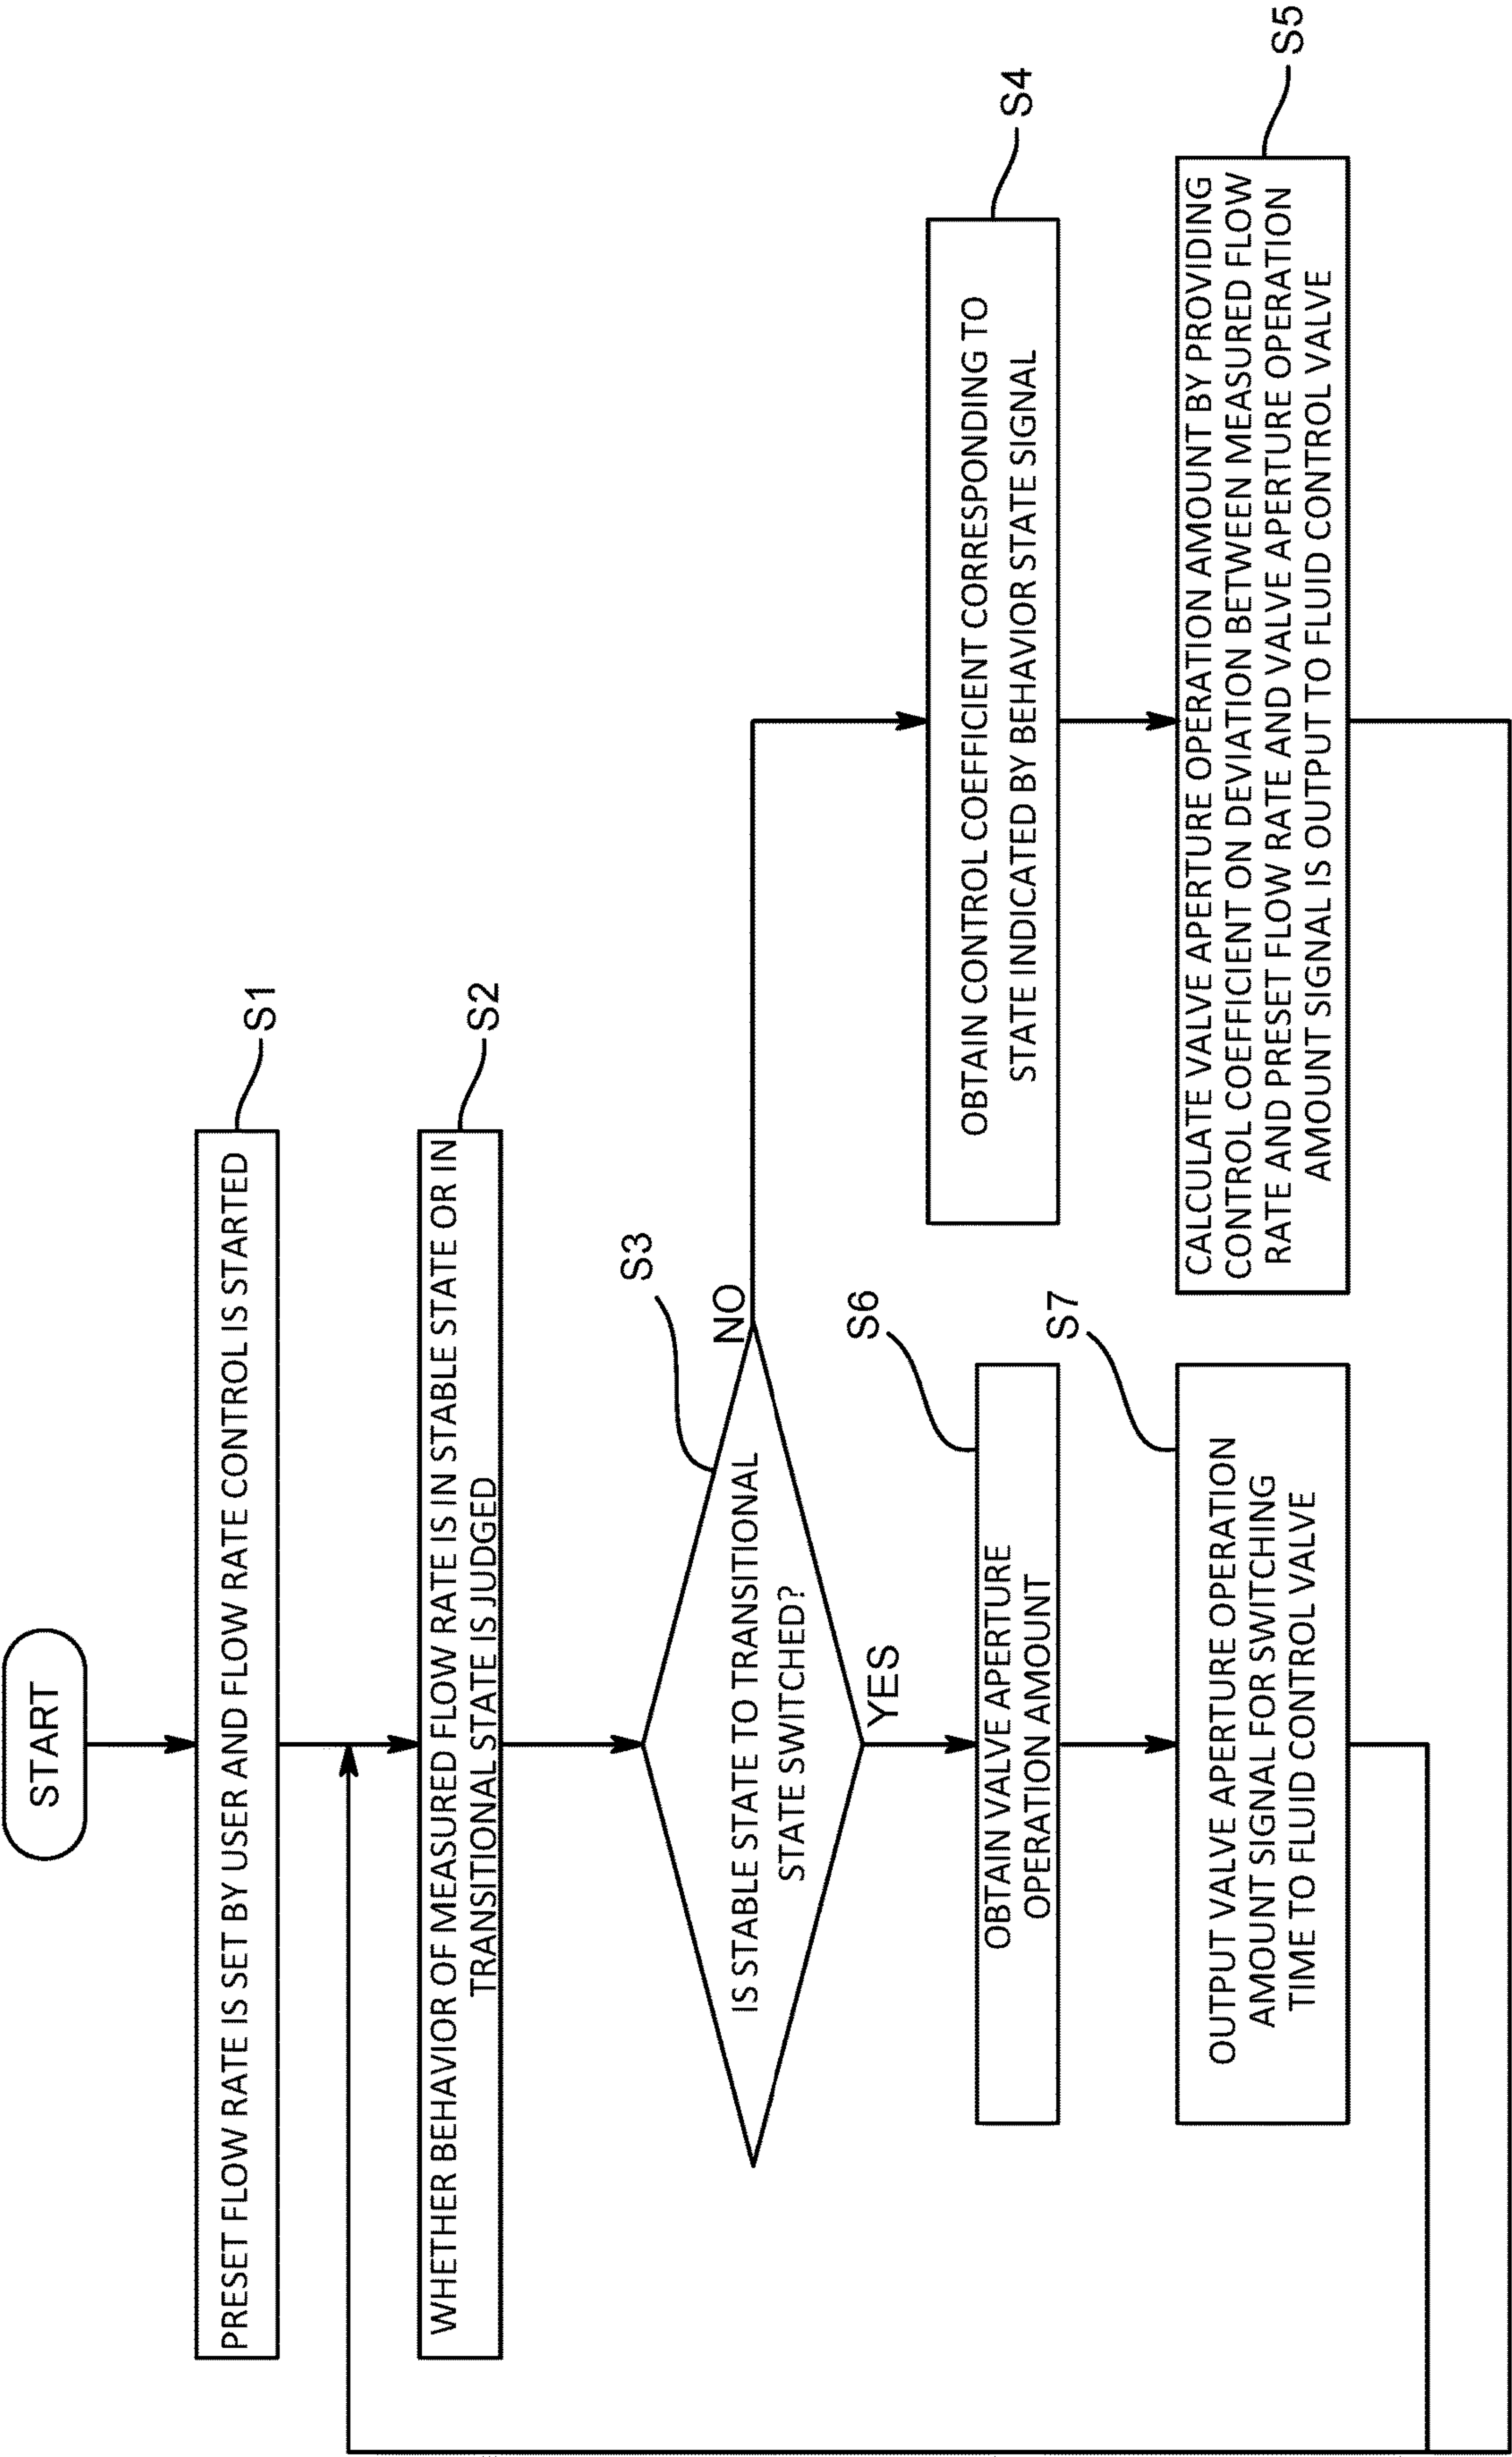 START
S1
PRESET FLOW RATE IS SET BY USER AND FLOW RATE CONTROL IS STARTED
S2
WHETHER BEHAVIOR OF MEASURED FLOW RATE IS IN STABLE STATE OR IN
TRANSITIONAL STATE IS JUDGED
S3
IS STABLE STATE TO TRANSITIONAL
STATE SWITCHED?
NO
YES
S4
OBTAIN CONTROL COEFFICIENT CORRESPONDING TO
STATE INDICATED BY BEHAVIOR STATE SIGNAL
S5
CALCULATE VALVE APERTURE OPERATION AMOUNT BY PROVIDING
CONTROL COEFFICIENT ON DEVIATION BETWEEN MEASURED FLOW
RATE AND PRESET FLOW RATE AND VALVE APERTURE OPERATION
AMOUNT SIGNAL IS OUTPUT TO FLUID CONTROL VALVE
S6
OBTAIN VALVE APERTURE
OPERATION AMOUNT
S7
OUTPUT VALVE APERTURE OPERATION
AMOUNT SIGNAL FOR SWITCHING
TIME TO FLUID CONTROL VALVE